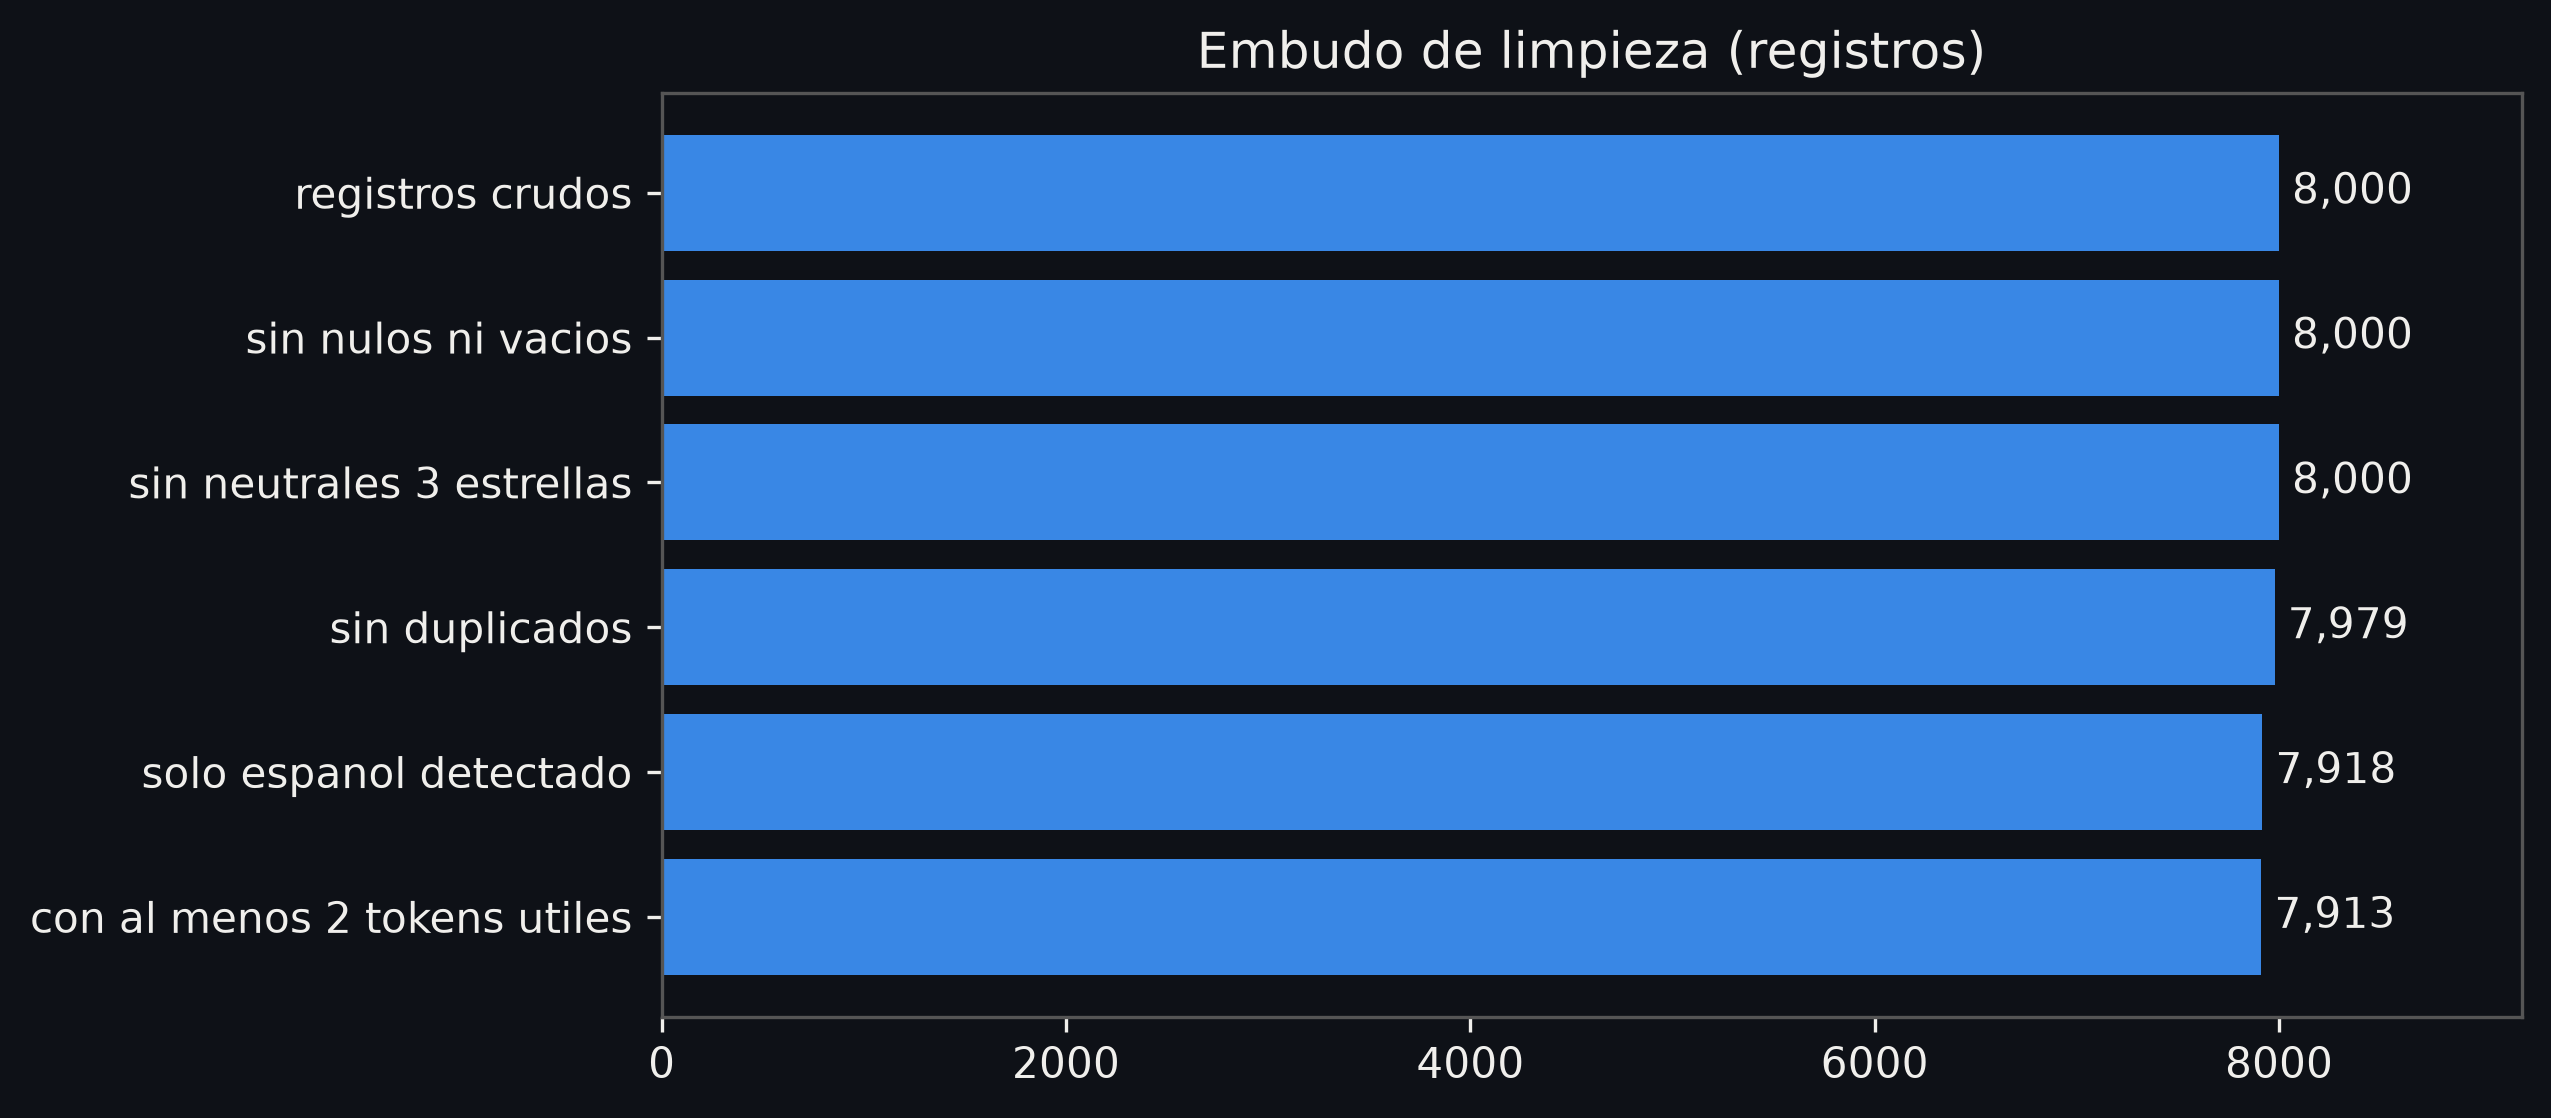 Embudo de limpieza (registros)
registros crudos 8,000
sin nulos ni vacios 8,000
sin neutrales 3 estrellas 8,000
sin duplicados 7,979
solo espanol detectado 7,918
con al menos 2 tokens utiles 7,913
0 2000 4000 6000 8000